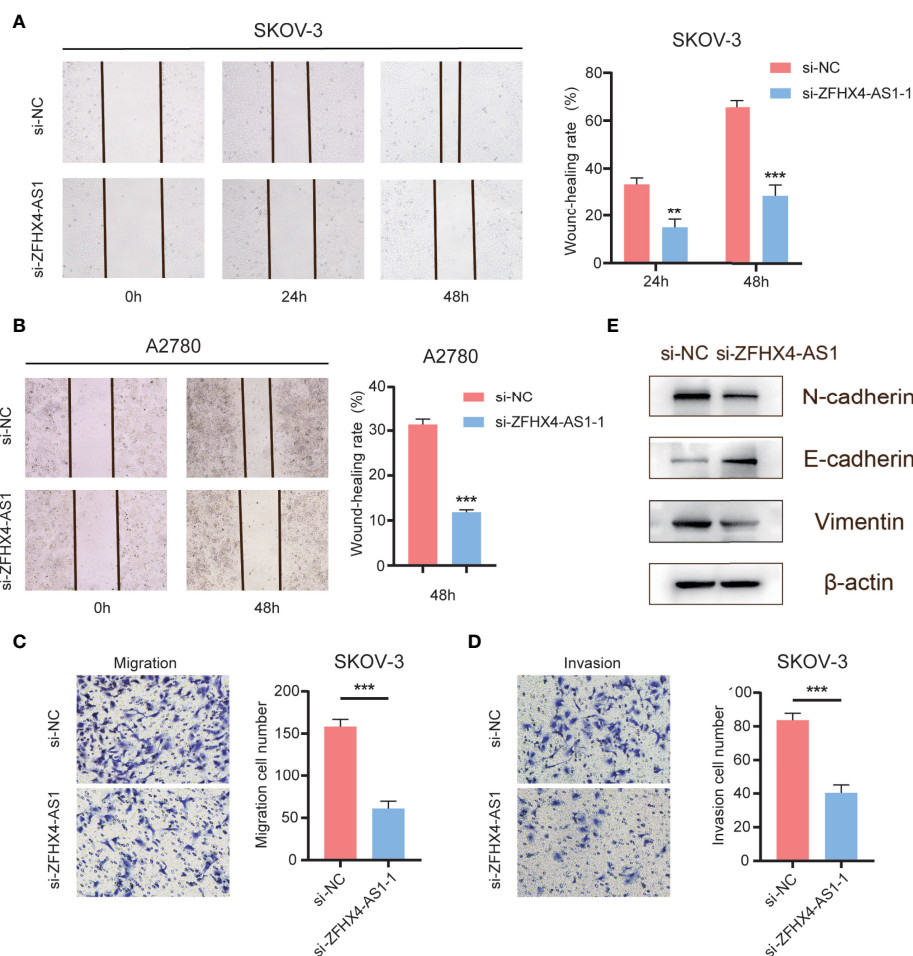 A
SKOV-3
si-NC
si-ZFHX4-AS1
0h
24h
48h
SKOV-3
si-NC
si-ZFHX4-AS1-1
Wounc-healing rate (%)
80
60
40
20
0
**
***
24h
48h
B
A2780
si-NC
si-ZFHX4-AS1
0h
48h
A2780
si-NC
si-ZFHX4-AS1-1
Wound-healing rate (%)
40
30
20
10
0
***
48h
E
si-NC si-ZFHX4-AS1
N-cadherin
E-cadherin
Vimentin
β-actin
C
Migration
si-NC
si-ZFHX4-AS1
SKOV-3
Migration cell number
200
150
100
50
0
***
si-NC
si-ZFHX4-AS1-1
D
Invasion
si-NC
si-ZFHX4-AS1
SKOV-3
Invasion cell number
00
80
60
40
20
0
***
si-NC
si-ZFHX4-AS1-1